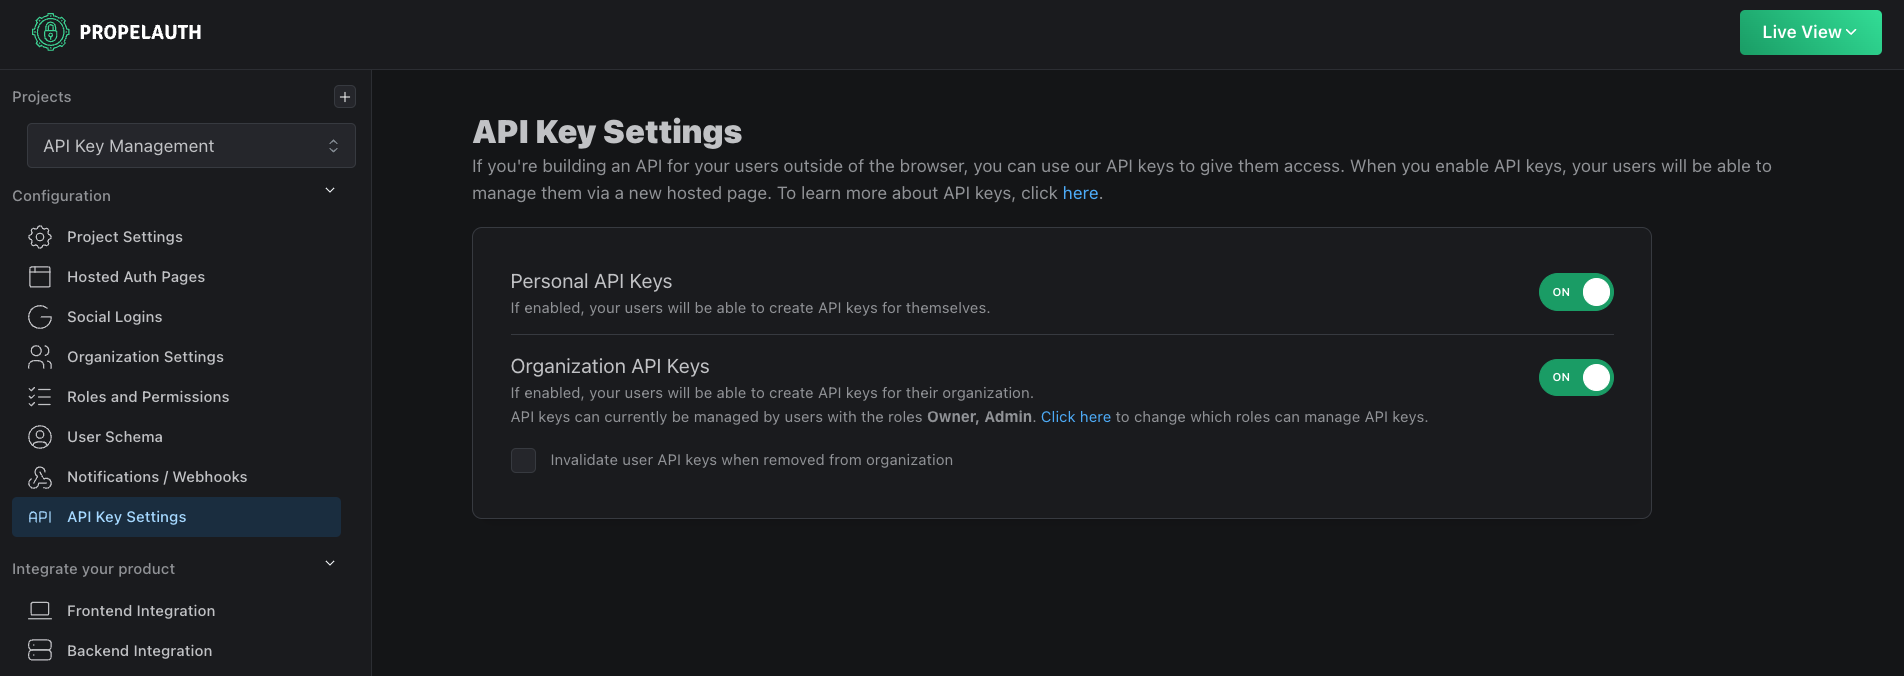 PROPELAUTH
Live View
Projects
API Key Management
Configuration
Project Settings
Hosted Auth Pages
Social Logins
Organization Settings
Roles and Permissions
User Schema
Notifications / Webhooks
API API Key Settings
Integrate your product
Frontend Integration
Backend Integration
API Key Settings
If you're building an API for your users outside of the browser, you can use our API keys to give them access. When you enable API keys, your users will be able to
manage them via a new hosted page. To learn more about API keys, click here.
Personal API Keys
If enabled, your users will be able to create API keys for themselves.
ON
Organization API Keys
If enabled, your users will be able to create API keys for their organization.
ON
API keys can currently be managed by users with the roles Owner, Admin. Click here to change which roles can manage API keys.
Invalidate user API keys when removed from organization